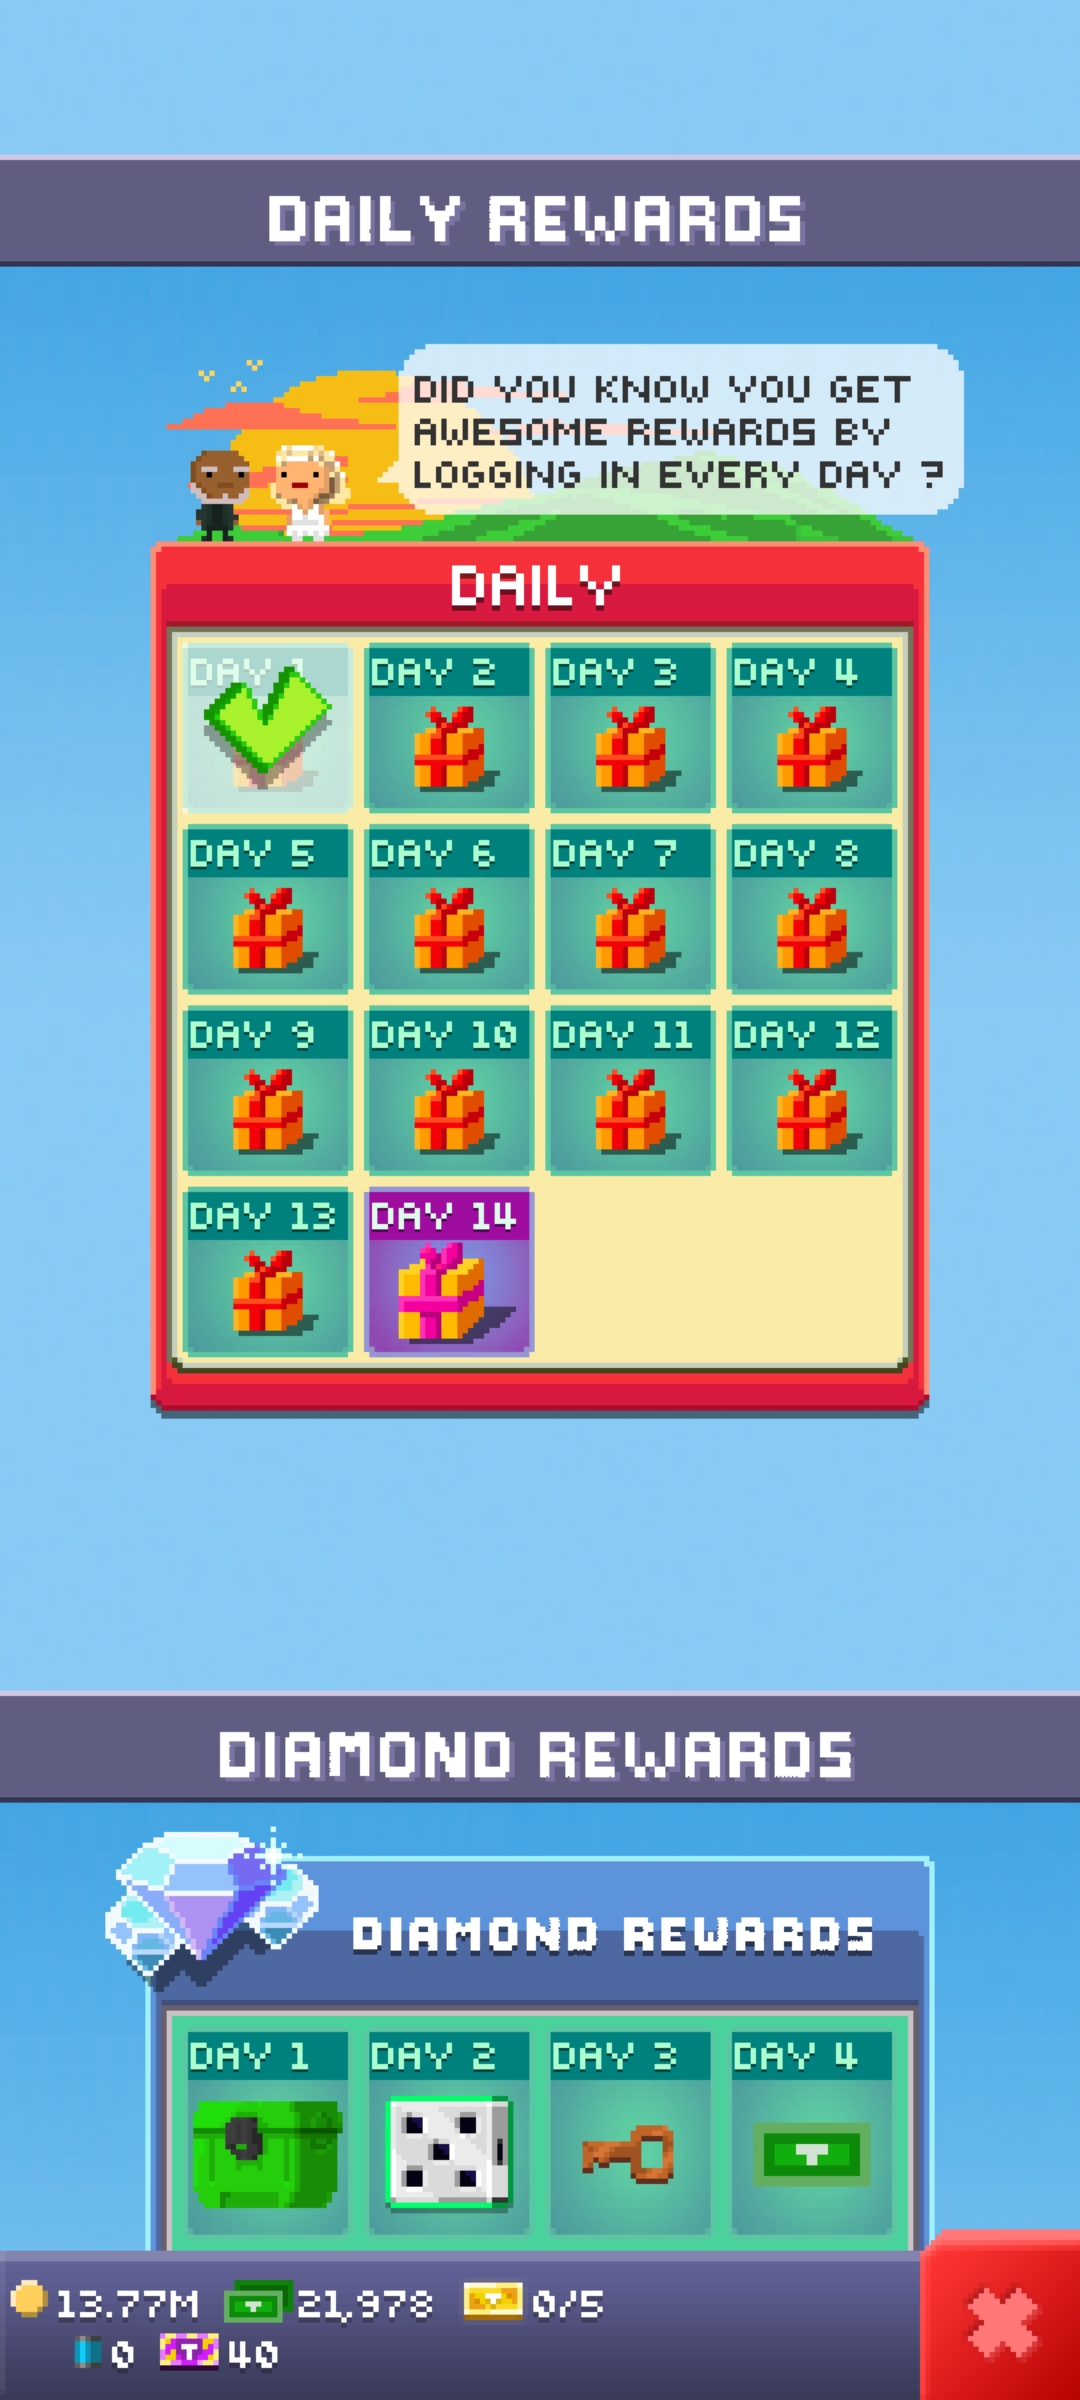 DAILY REWARDS
DID YOU KNOW YOU GET
AWESOME REWARDS BY
LOGGING IN EVERY DAY ?
DAILY
DAY 1
DAY 2
DAY 3
DAY 4
DAY 5
DAY 6
DAY 7
DAY 8
DAY 9
DAY 10
DAY 11
DAY 12
DAY 13
DAY 14
DIAMOND REWARDS
DIAMOND REWARDS
DAY 1
DAY 2
DAY 3
DAY 4
13.77M 21,978 0/5
0 40